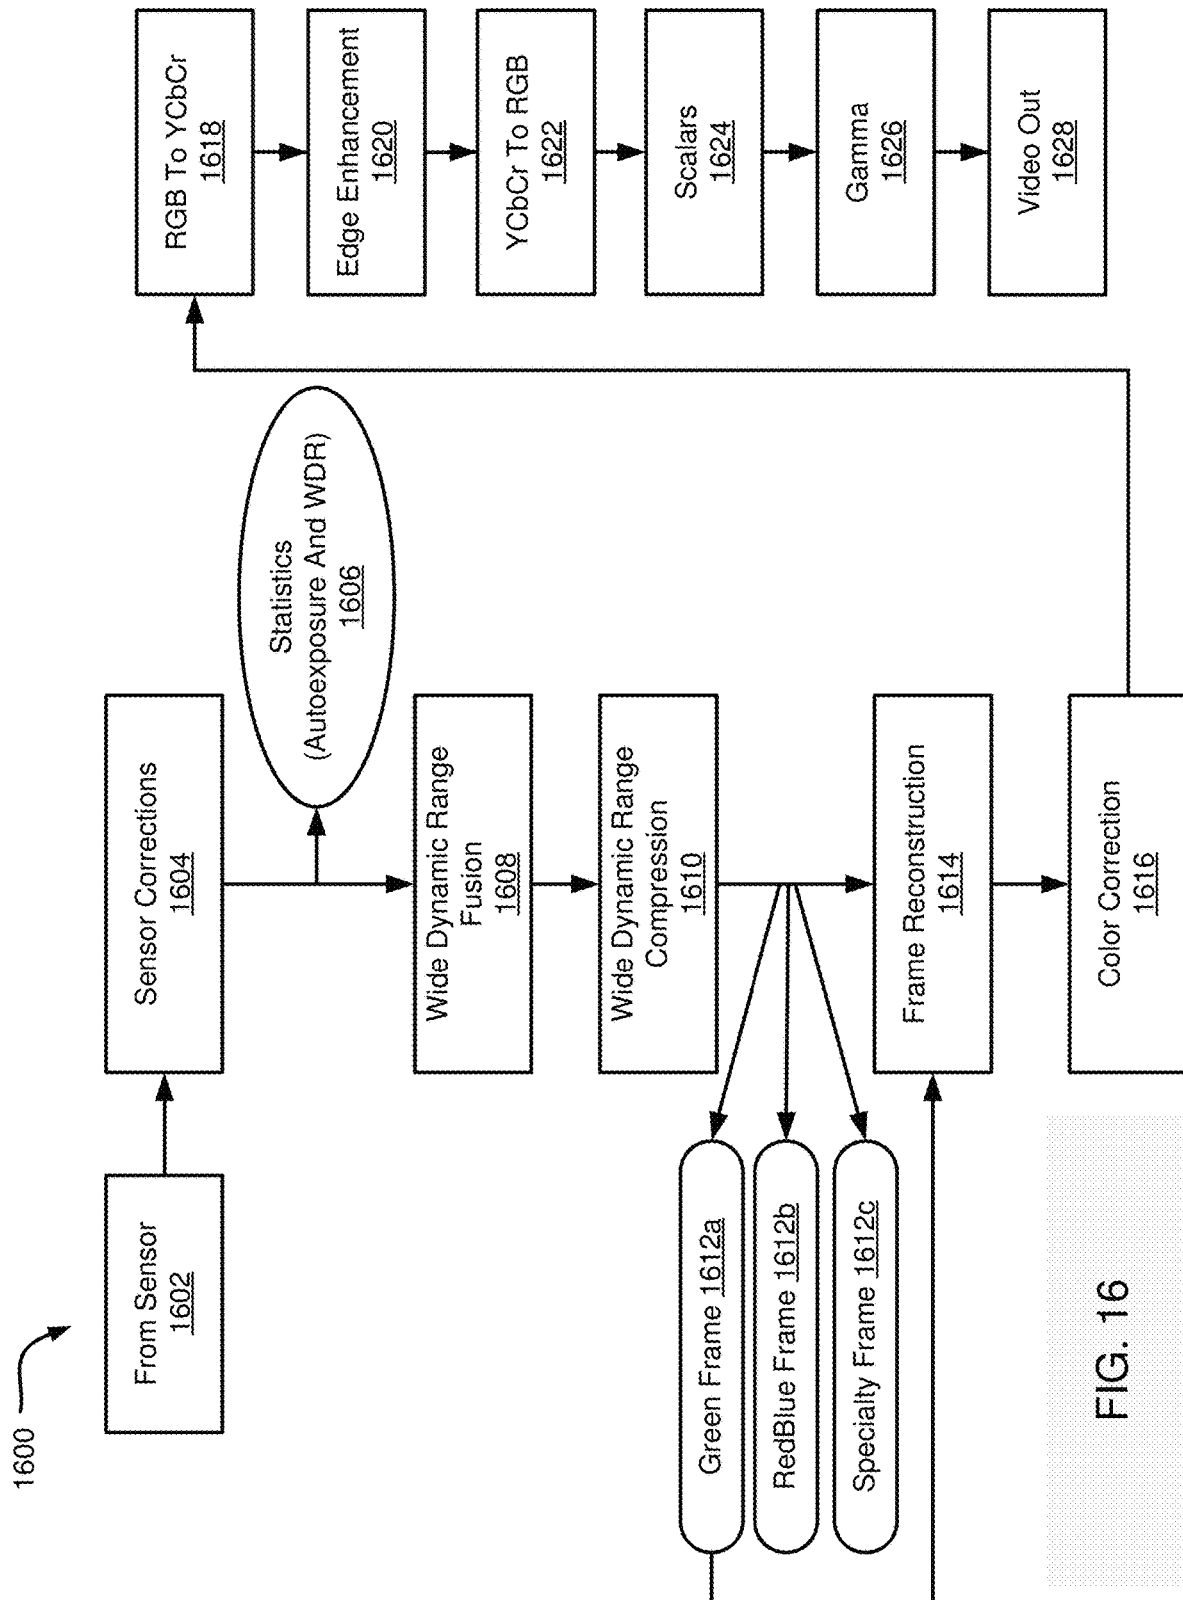 1600
From Sensor
1602
Sensor Corrections
1604
Statistics
(Autoexposure And WDR)
1606
Wide Dynamic Range
Fusion
1608
Wide Dynamic Range
Compression
1610
Green Frame 1612a
RedBlue Frame 1612b
Specialty Frame 1612c
Frame Reconstruction
1614
Color Correction
1616
RGB To YCbCr
1618
Edge Enhancement
1620
YCbCr To RGB
1622
Scalars
1624
Gamma
1626
Video Out
1628
FIG. 16